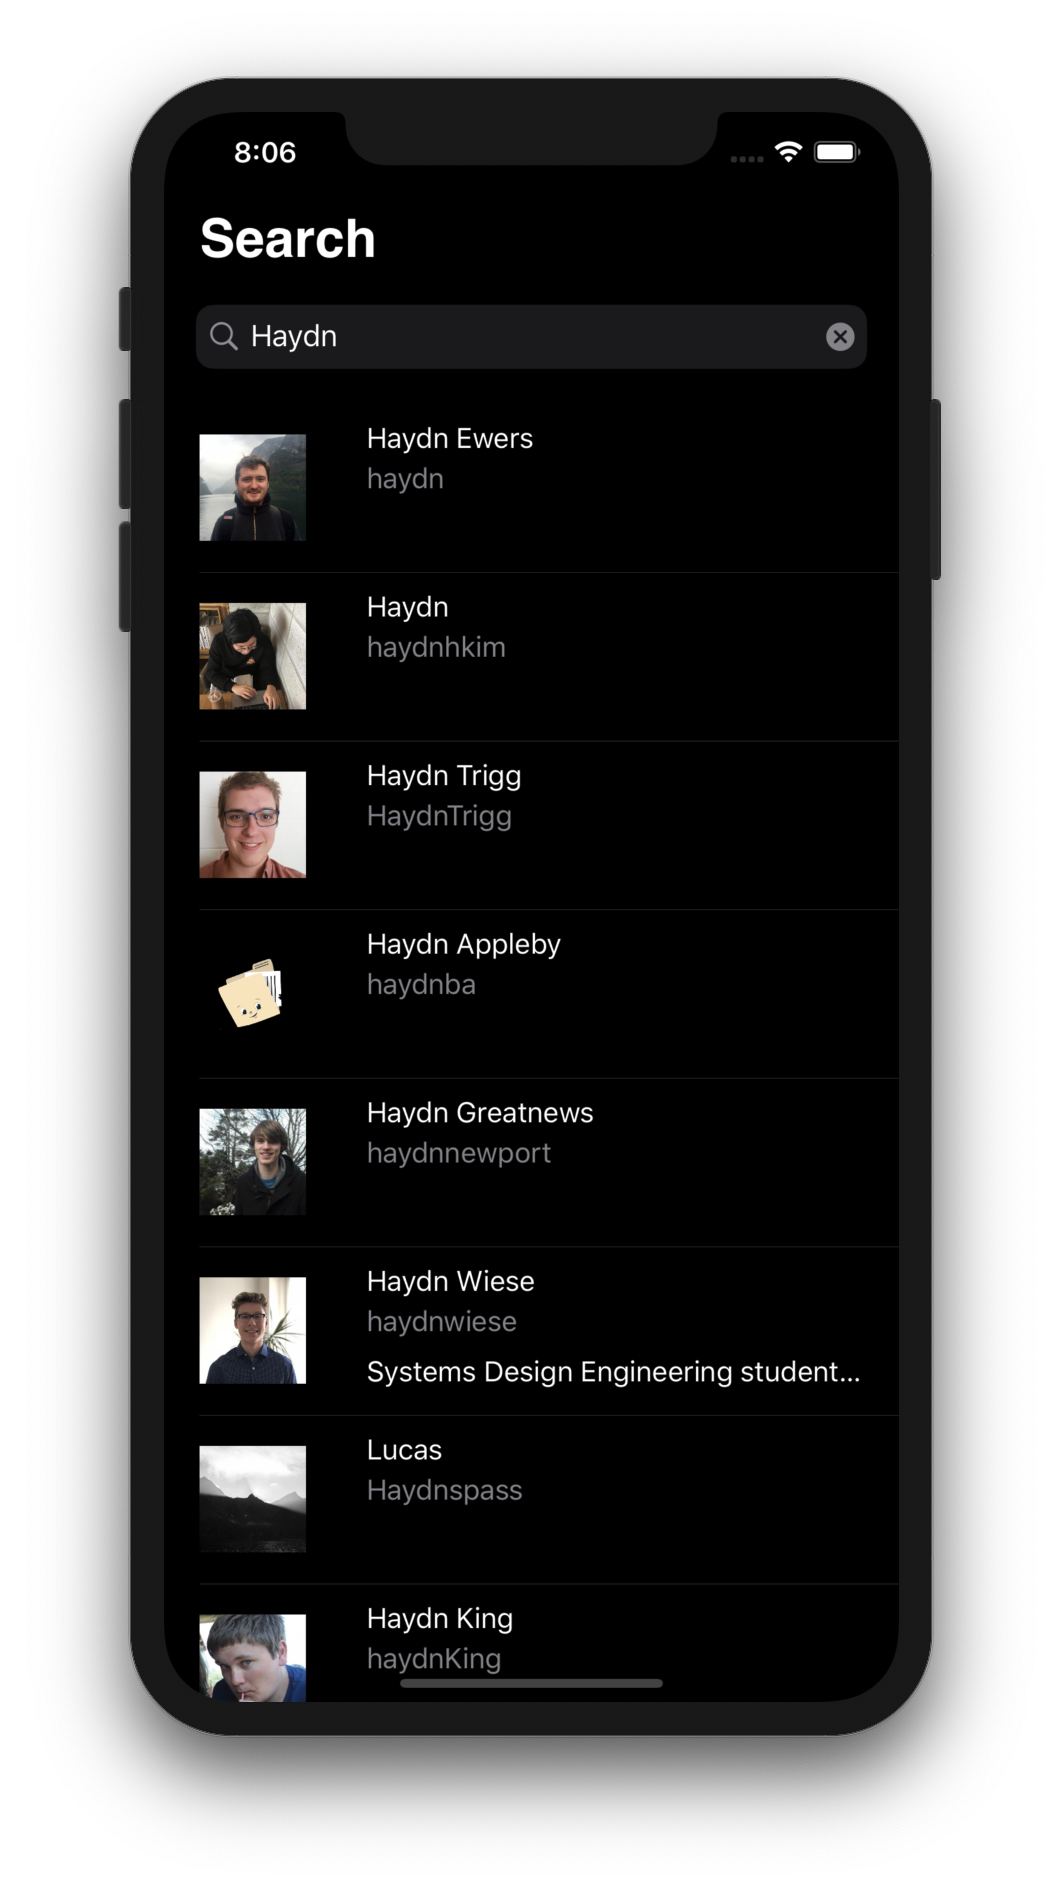 8:06
Search
Haydn
Haydn Ewers
haydn
Haydn
haydnhkim
Haydn Trigg
HaydnTrigg
Haydn Appleby
haydnba
Haydn Greatnews
haydnnewport
Haydn Wiese
haydnwiese
Systems Design Engineering student...
Lucas
Haydnspass
Haydn King
haydnKing